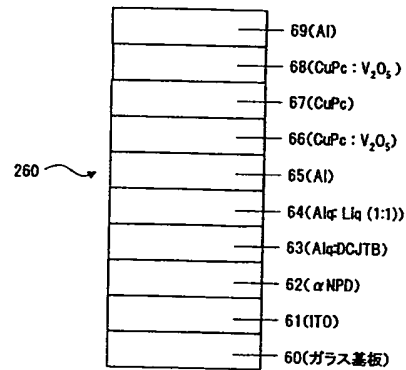 69(Al)
68(CuPc : V₂O₅)
67(CuPc)
66(CuPc : V₂O₅)
260
65(Al)
64(Alq: Liq (1:1))
63(Alq:DCJTB)
62(αNPD)
61(ITO)
60(ガラス基板)